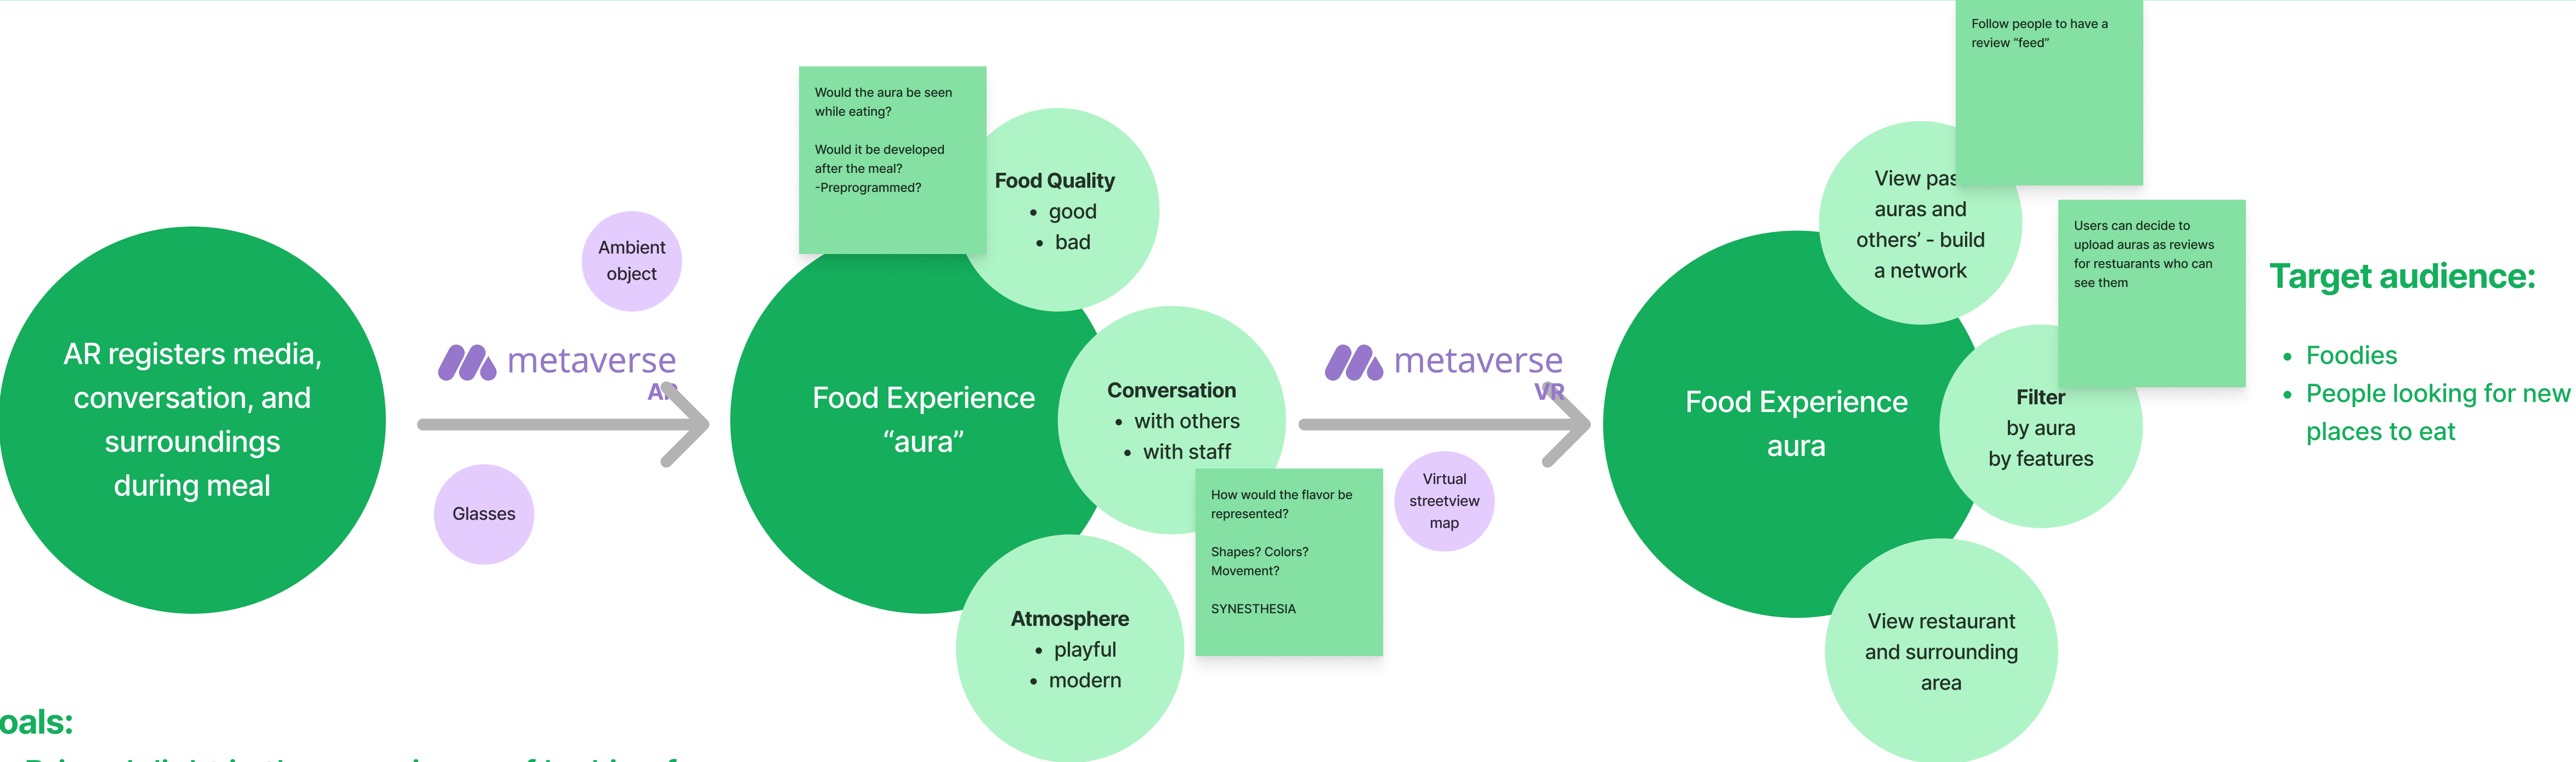 AR registers media,
conversation, and
surroundings
during meal
Ambient
object
metaverse
AR
Glasses
Would the aura be seen
while eating?
Would it be developed
after the meal?
-Preprogrammed?
Food Quality
• good
• bad
Food Experience
“aura”
Conversation
• with others
• with staff
How would the flavor be
represented?
Shapes? Colors?
Movement?
SYNESTHESIA
Atmosphere
• playful
• modern
metaverse
VR
Virtual
streetview
map
Food Experience
aura
Follow people to have a
review “feed”
View pas
auras and
others’ - build
a network
Users can decide to
upload auras as reviews
for restuarants who can
see them
Filter
by aura
by features
View restaurant
and surrounding
area
Target audience:
• Foodies
• People looking for new
places to eat
oals: